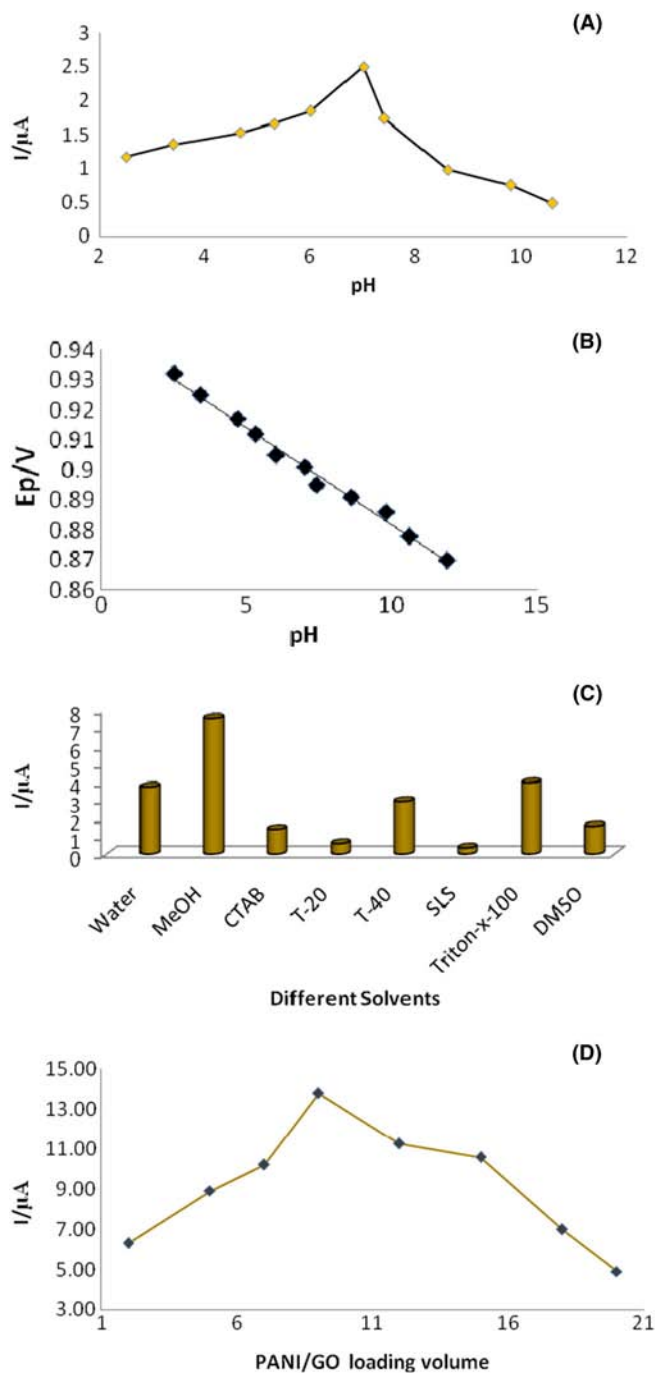 (A)
I/μA
3
2.5
2
1.5
1
0.5
0
2 4 6 8 10 12
pH
(B)
Ep/V
0.94
0.93
0.92
0.91
0.9
0.89
0.88
0.87
0.86
0 5 10 15
pH
(C)
I/μA
8
7
6
5
4
3
2
1
0
Water MeOH CTAB T-20 T-40 SLS Triton-x-100 DMSO
Different Solvents
(D)
I/μA
15.00
13.00
11.00
9.00
7.00
5.00
3.00
1 6 11 16 21
PANI/GO loading volume